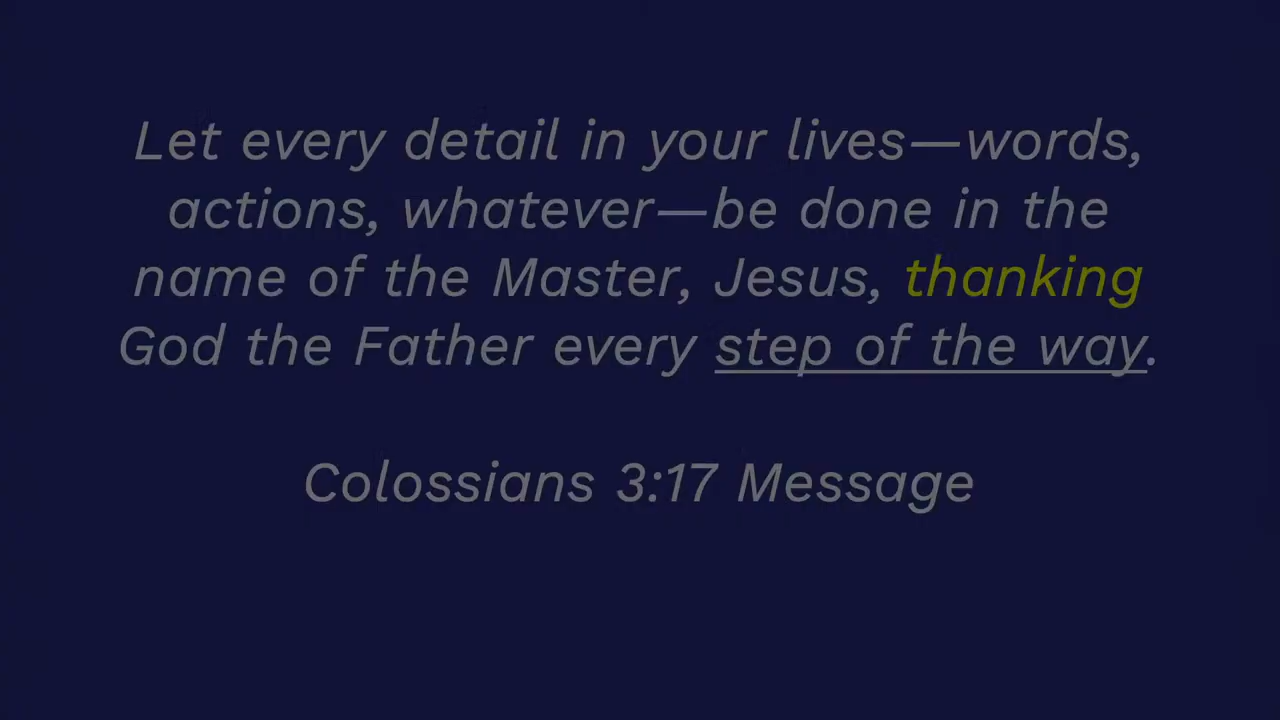 Let every detail in your lives—words,
actions, whatever—be done in the
name of the Master, Jesus, thanking
God the Father every step of the way.
Colossians 3:17 Message